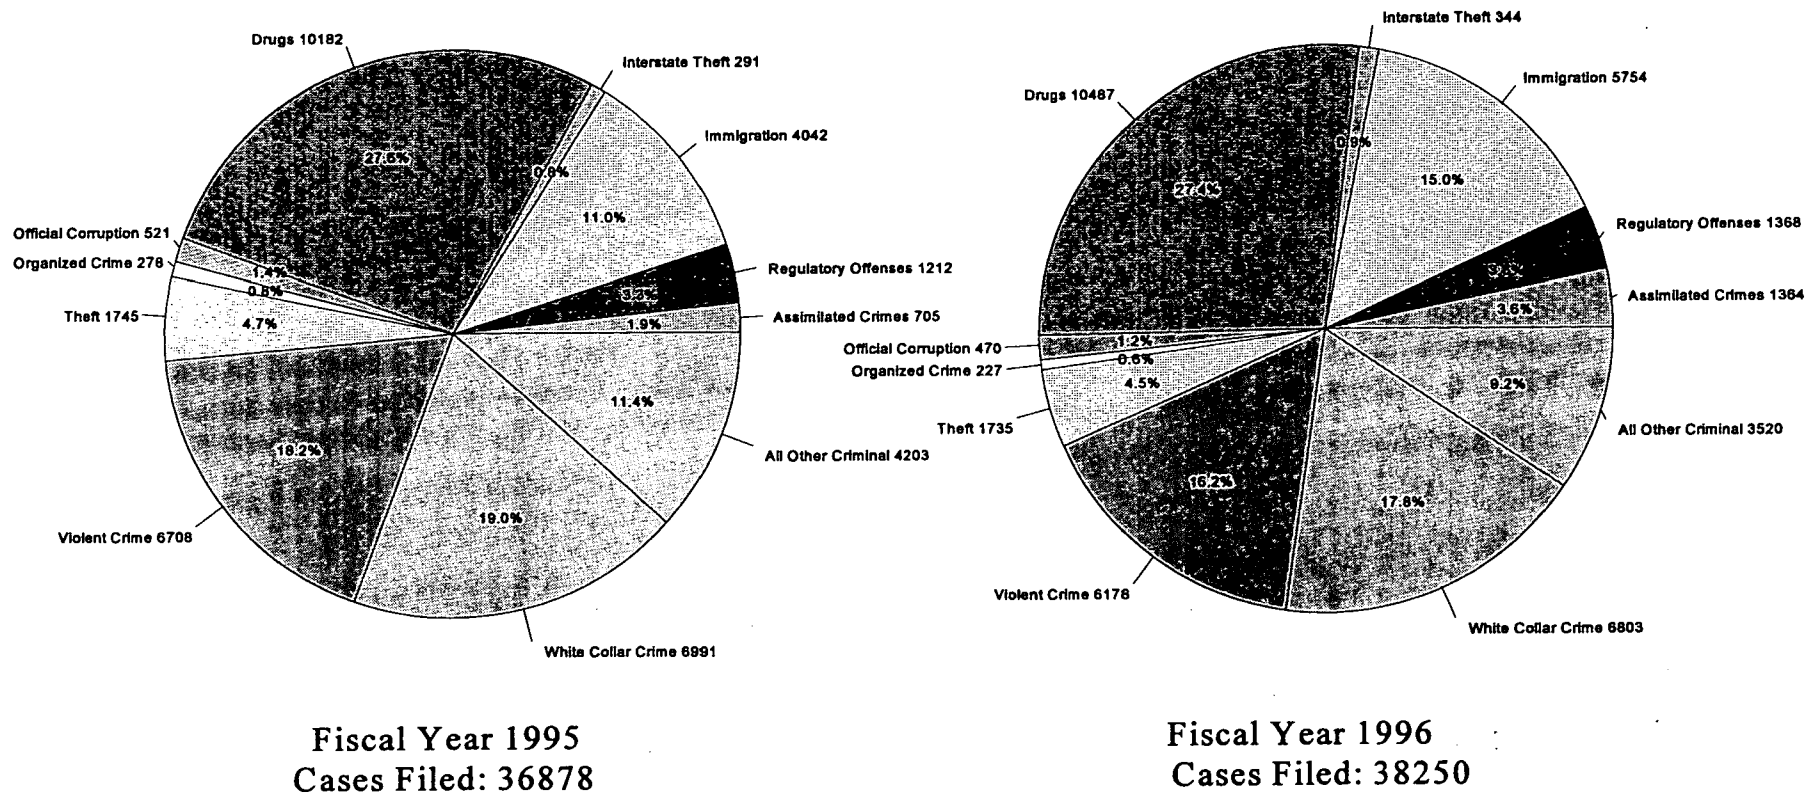 Drugs 10182
Interstate Theft 291
Immigration 4042
Regulatory Offenses 1212
Assimilated Crimes 705
All Other Criminal 4203
White Collar Crime 6991
Violent Crime 6708
Theft 1745
Organized Crime 278
Official Corruption 521
27.6%
0.8%
11.0%
3.3%
1.9%
11.4%
19.0%
18.2%
4.7%
0.8%
1.4%
Fiscal Year 1995
Cases Filed: 36878
Interstate Theft 344
Immigration 5754
Drugs 10487
Regulatory Offenses 1368
Assimilated Crimes 1364
All Other Criminal 3520
White Collar Crime 6803
Violent Crime 6178
Theft 1735
Organized Crime 227
Official Corruption 470
0.9%
15.0%
27.4%
3.6%
9.2%
17.8%
16.2%
4.5%
0.6%
1.2%
Fiscal Year 1996
Cases Filed: 38250